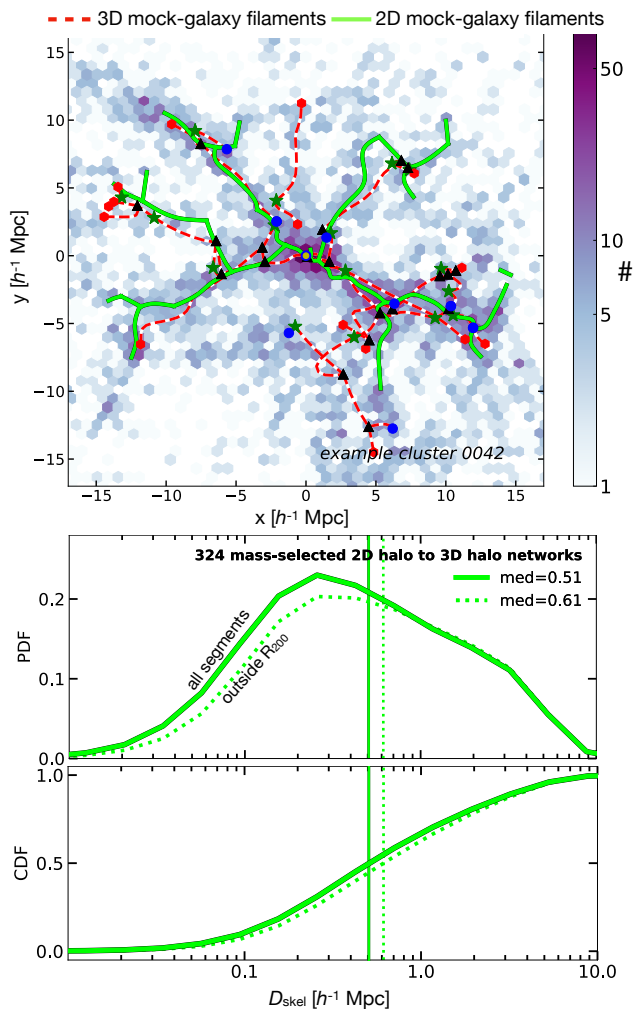 3D mock-galaxy filaments 2D mock-galaxy filaments
15
10
5
0
−5
−10
−15
y [h⁻¹ Mpc]
example cluster 0042
−15 −10 −5 0 5 10 15
x [h⁻¹ Mpc]
50
10
5
1
#
324 mass-selected 2D halo to 3D halo networks
med=0.51
med=0.61
all segments
outside R₂₀₀
0.2
0.0
PDF
1.0
0.5
0.0
CDF
0.1 1.0 10.0
D_skel [h⁻¹ Mpc]